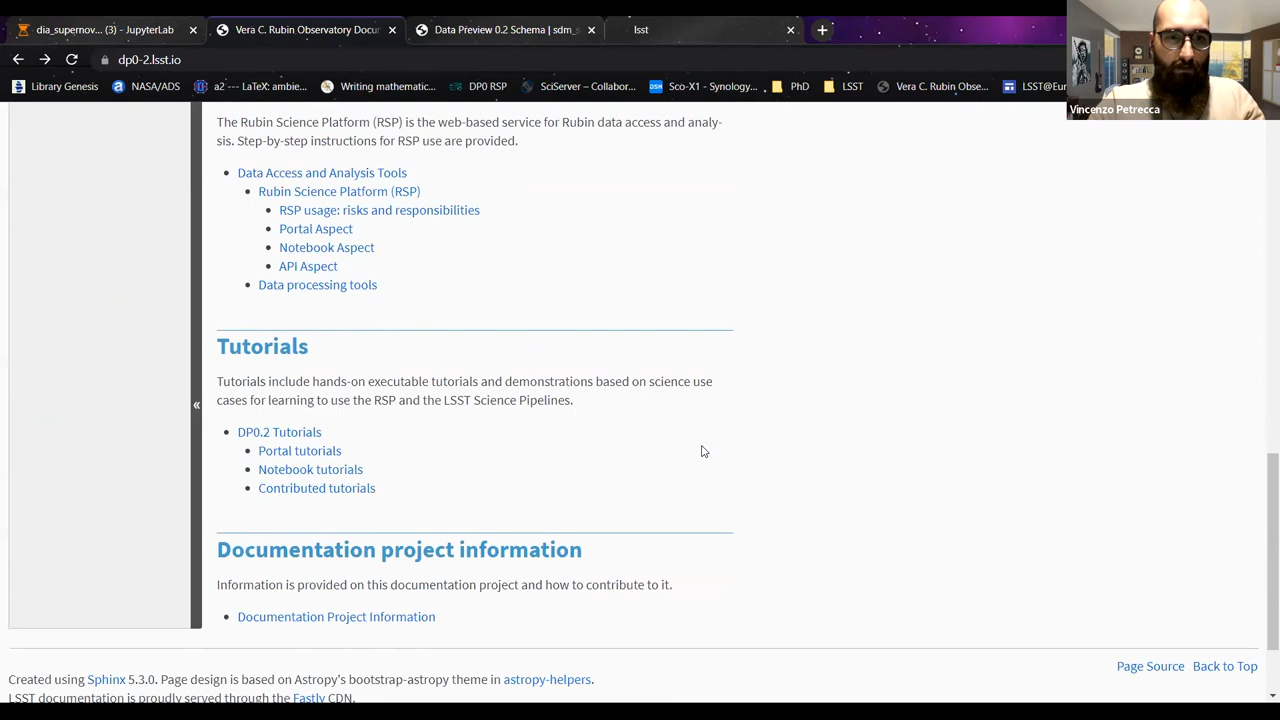 dia_supernov... (3) - JupyterLab
Vera C. Rubin Observatory Docu
Data Preview 0.2 Schema | sdm_s
lsst
dp0-2.lsst.io
Library Genesis
NASA/ADS
a2 --- LaTeX: ambie...
Writing mathematic...
DP0 RSP
SciServer – Collabor...
Sco-X1 - Synology...
PhD
LSST
Vera C. Rubin Obse...
LSST@Eur
Vincenzo Petrecca
The Rubin Science Platform (RSP) is the web-based service for Rubin data access and analy-
sis. Step-by-step instructions for RSP use are provided.
Data Access and Analysis Tools
Rubin Science Platform (RSP)
RSP usage: risks and responsibilities
Portal Aspect
Notebook Aspect
API Aspect
Data processing tools
Tutorials
Tutorials include hands-on executable tutorials and demonstrations based on science use
cases for learning to use the RSP and the LSST Science Pipelines.
DP0.2 Tutorials
Portal tutorials
Notebook tutorials
Contributed tutorials
«
Documentation project information
Information is provided on this documentation project and how to contribute to it.
Documentation Project Information
Page Source Back to Top
Created using Sphinx 5.3.0. Page design is based on Astropy's bootstrap-astropy theme in astropy-helpers.
LSST documentation is proudly served through the Fastly CDN.